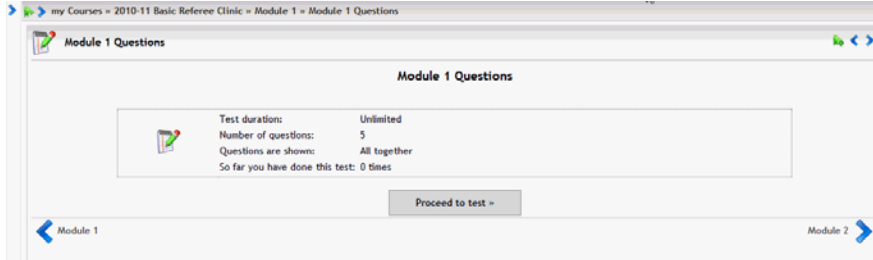 my Courses » 2010-11 Basic Referee Clinic » Module 1 » Module 1 Questions
Module 1 Questions
Module 1 Questions
Test duration: Unlimited
Number of questions: 5
Questions are shown: All together
So far you have done this test: 0 times
Proceed to test »
Module 1 Module 2